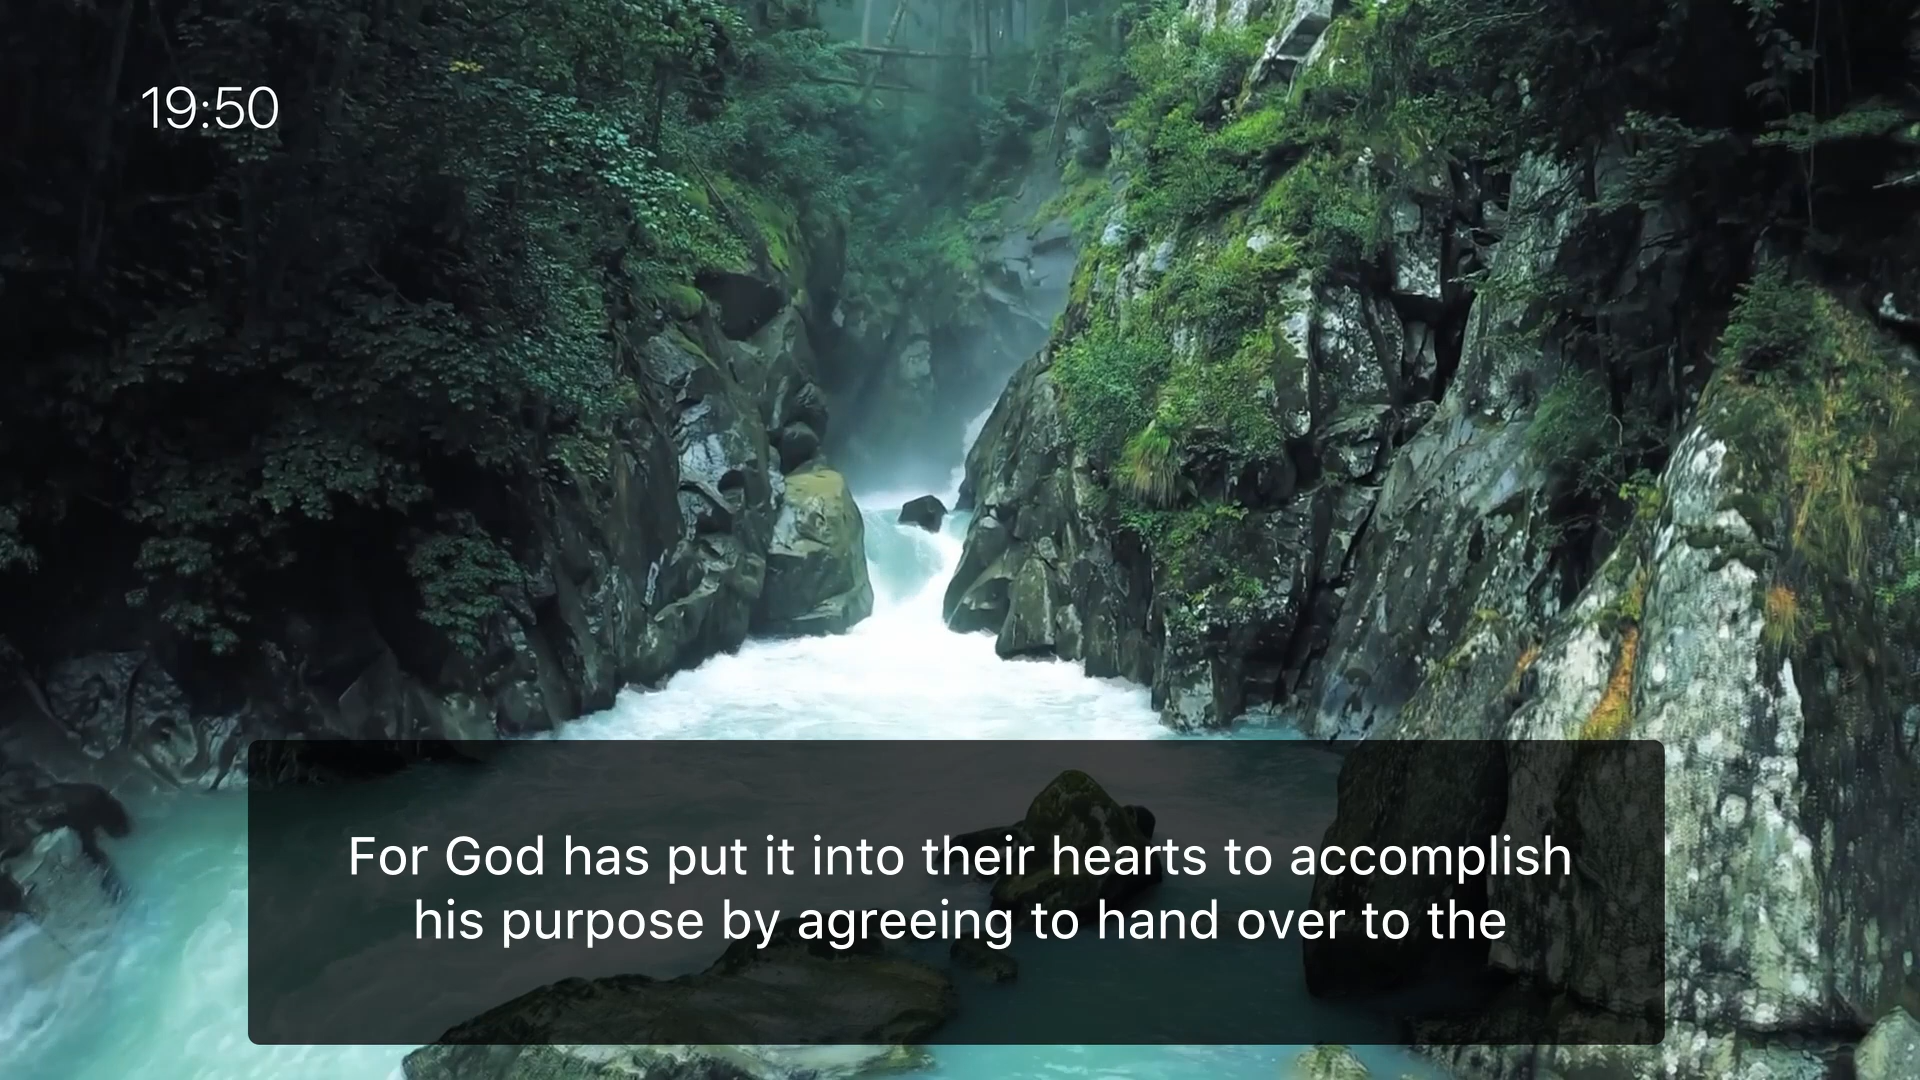 19:50
For God has put it into their hearts to accomplish
his purpose by agreeing to hand over to the